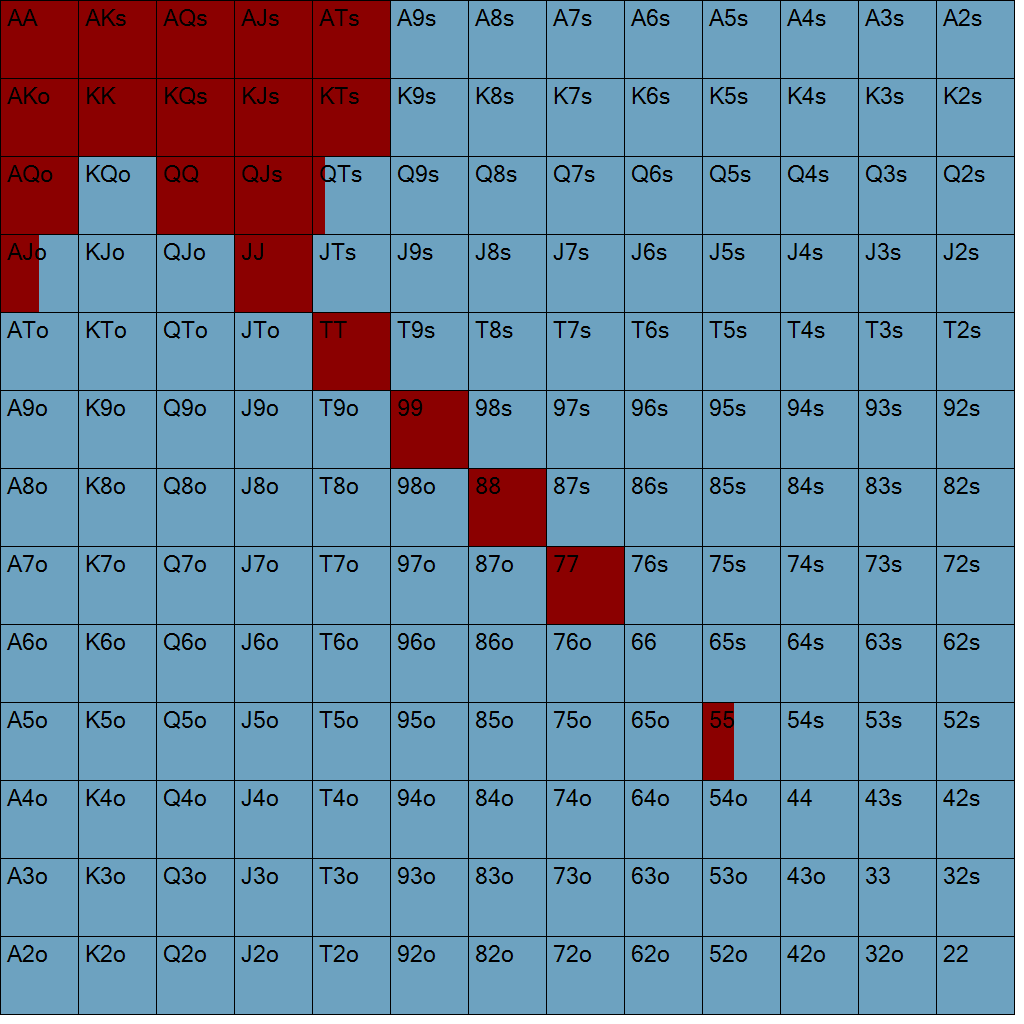 AA AKs AQs AJs ATs A9s A8s A7s A6s A5s A4s A3s A2s
AKo KK KQs KJs KTs K9s K8s K7s K6s K5s K4s K3s K2s
AQo KQo QQ QJs QTs Q9s Q8s Q7s Q6s Q5s Q4s Q3s Q2s
AJo KJo QJo JJ JTs J9s J8s J7s J6s J5s J4s J3s J2s
ATo KTo QTo JTo TT T9s T8s T7s T6s T5s T4s T3s T2s
A9o K9o Q9o J9o T9o 99 98s 97s 96s 95s 94s 93s 92s
A8o K8o Q8o J8o T8o 98o 88 87s 86s 85s 84s 83s 82s
A7o K7o Q7o J7o T7o 97o 87o 77 76s 75s 74s 73s 72s
A6o K6o Q6o J6o T6o 96o 86o 76o 66 65s 64s 63s 62s
A5o K5o Q5o J5o T5o 95o 85o 75o 65o 55 54s 53s 52s
A4o K4o Q4o J4o T4o 94o 84o 74o 64o 54o 44 43s 42s
A3o K3o Q3o J3o T3o 93o 83o 73o 63o 53o 43o 33 32s
A2o K2o Q2o J2o T2o 92o 82o 72o 62o 52o 42o 32o 22